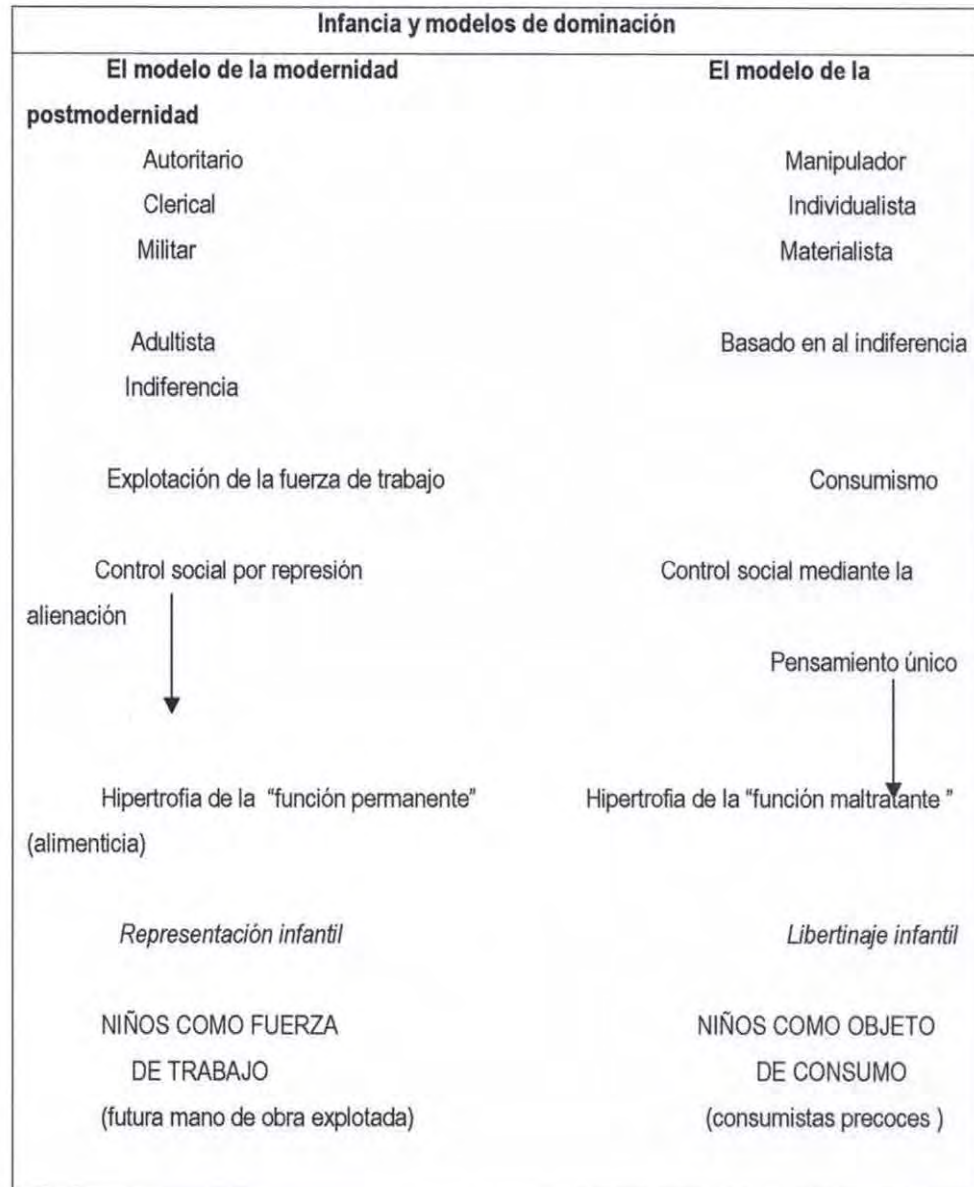 Infancia y modelos de dominación
El modelo de la modernidad El modelo de la
postmodernidad
Autoritario Manipulador
Clerical Individualista
Militar Materialista
Adultista Basado en al indiferencia
Indiferencia
Explotación de la fuerza de trabajo Consumismo
Control social por represión Control social mediante la
alienación
Pensamiento único
Hipertrofia de la “función permanente” Hipertrofia de la “función maltratante ”
(alimenticia)
Representación infantil Libertinaje infantil
NIÑOS COMO FUERZA NIÑOS COMO OBJETO
DE TRABAJO DE CONSUMO
(futura mano de obra explotada) (consumistas precoces )